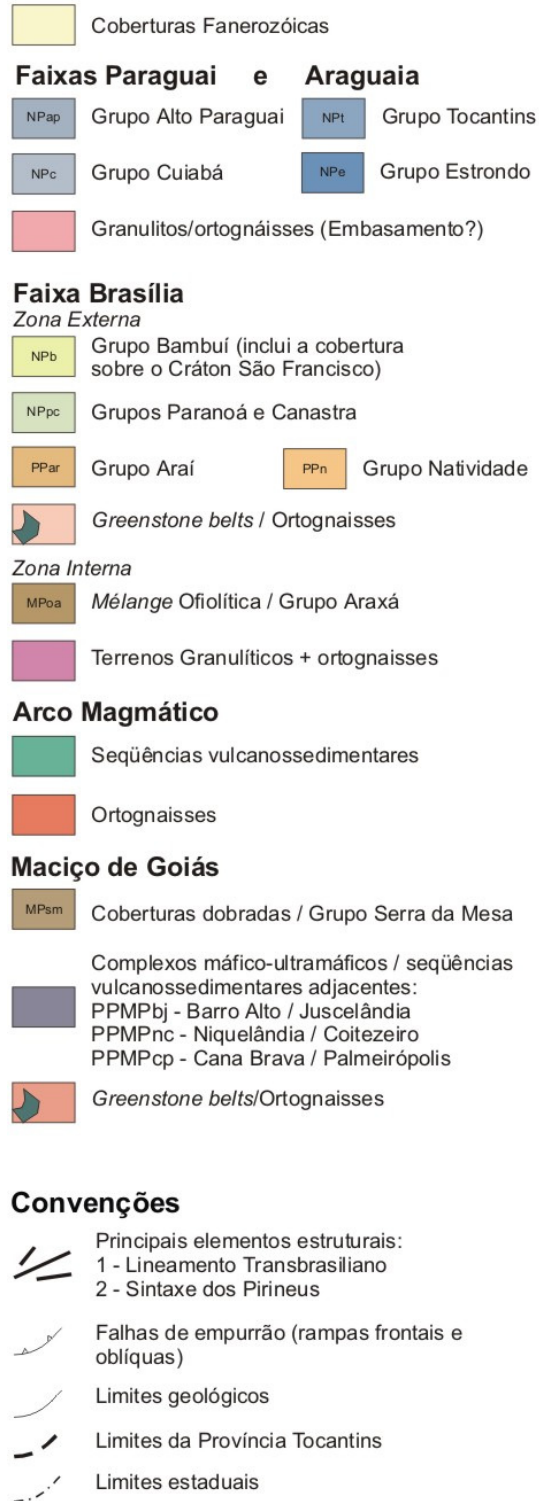 Coberturas Fanerozóicas
Faixas Paraguai e Araguaia
NPap Grupo Alto Paraguai NPt Grupo Tocantins
NPc Grupo Cuiabá NPe Grupo Estrondo
Granulitos/ortognáisses (Embasamento?)
Faixa Brasília
Zona Externa
NPb Grupo Bambuí (inclui a cobertura
sobre o Cráton São Francisco)
NPpc Grupos Paranoá e Canastra
PPar Grupo Araí PPn Grupo Natividade
Greenstone belts / Ortognaisses
Zona Interna
MPoa Mélange Ofiolítica / Grupo Araxá
Terrenos Granulíticos + ortognaisses
Arco Magmático
Seqüências vulcanossedimentares
Ortognaisses
Maciço de Goiás
MPsm Coberturas dobradas / Grupo Serra da Mesa
Complexos máfico-ultramáficos / seqüências
vulcanossedimentares adjacentes:
PPMPbj - Barro Alto / Juscelândia
PPMPnc - Niquelândia / Coitezeiro
PPMPcp - Cana Brava / Palmeirópolis
Greenstone belts/Ortognaisses
Convenções
Principais elementos estruturais:
1 - Lineamento Transbrasiliano
2 - Sintaxe dos Pirineus
Falhas de empurrão (rampas frontais e
oblíquas)
Limites geológicos
Limites da Província Tocantins
Limites estaduais